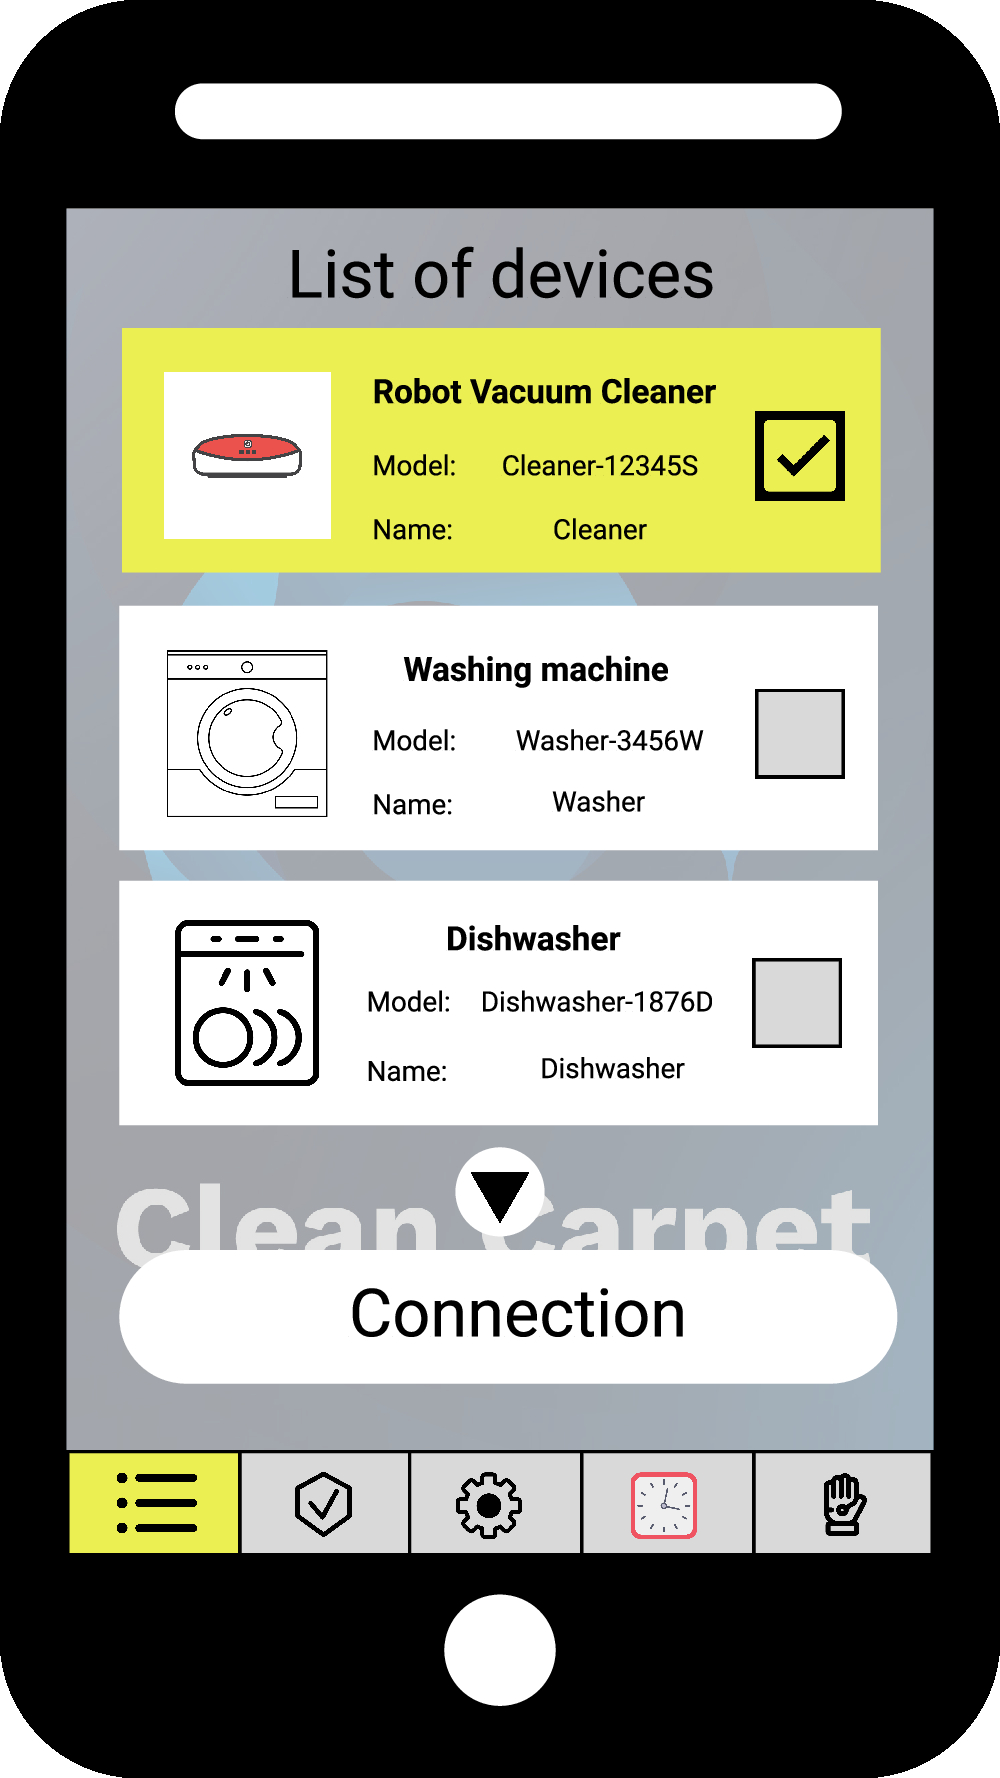 List of devices
Robot Vacuum Cleaner
Model: Cleaner-12345S
Name: Cleaner
Washing machine
Model: Washer-3456W
Name: Washer
Dishwasher
Model: Dishwasher-1876D
Name: Dishwasher
Clean Carpet
Connection